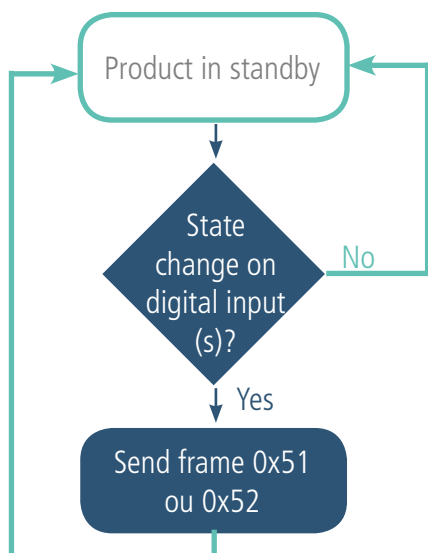 Product in standby
State
change on
digital input
(s)?
No
Yes
Send frame 0x51
ou 0x52